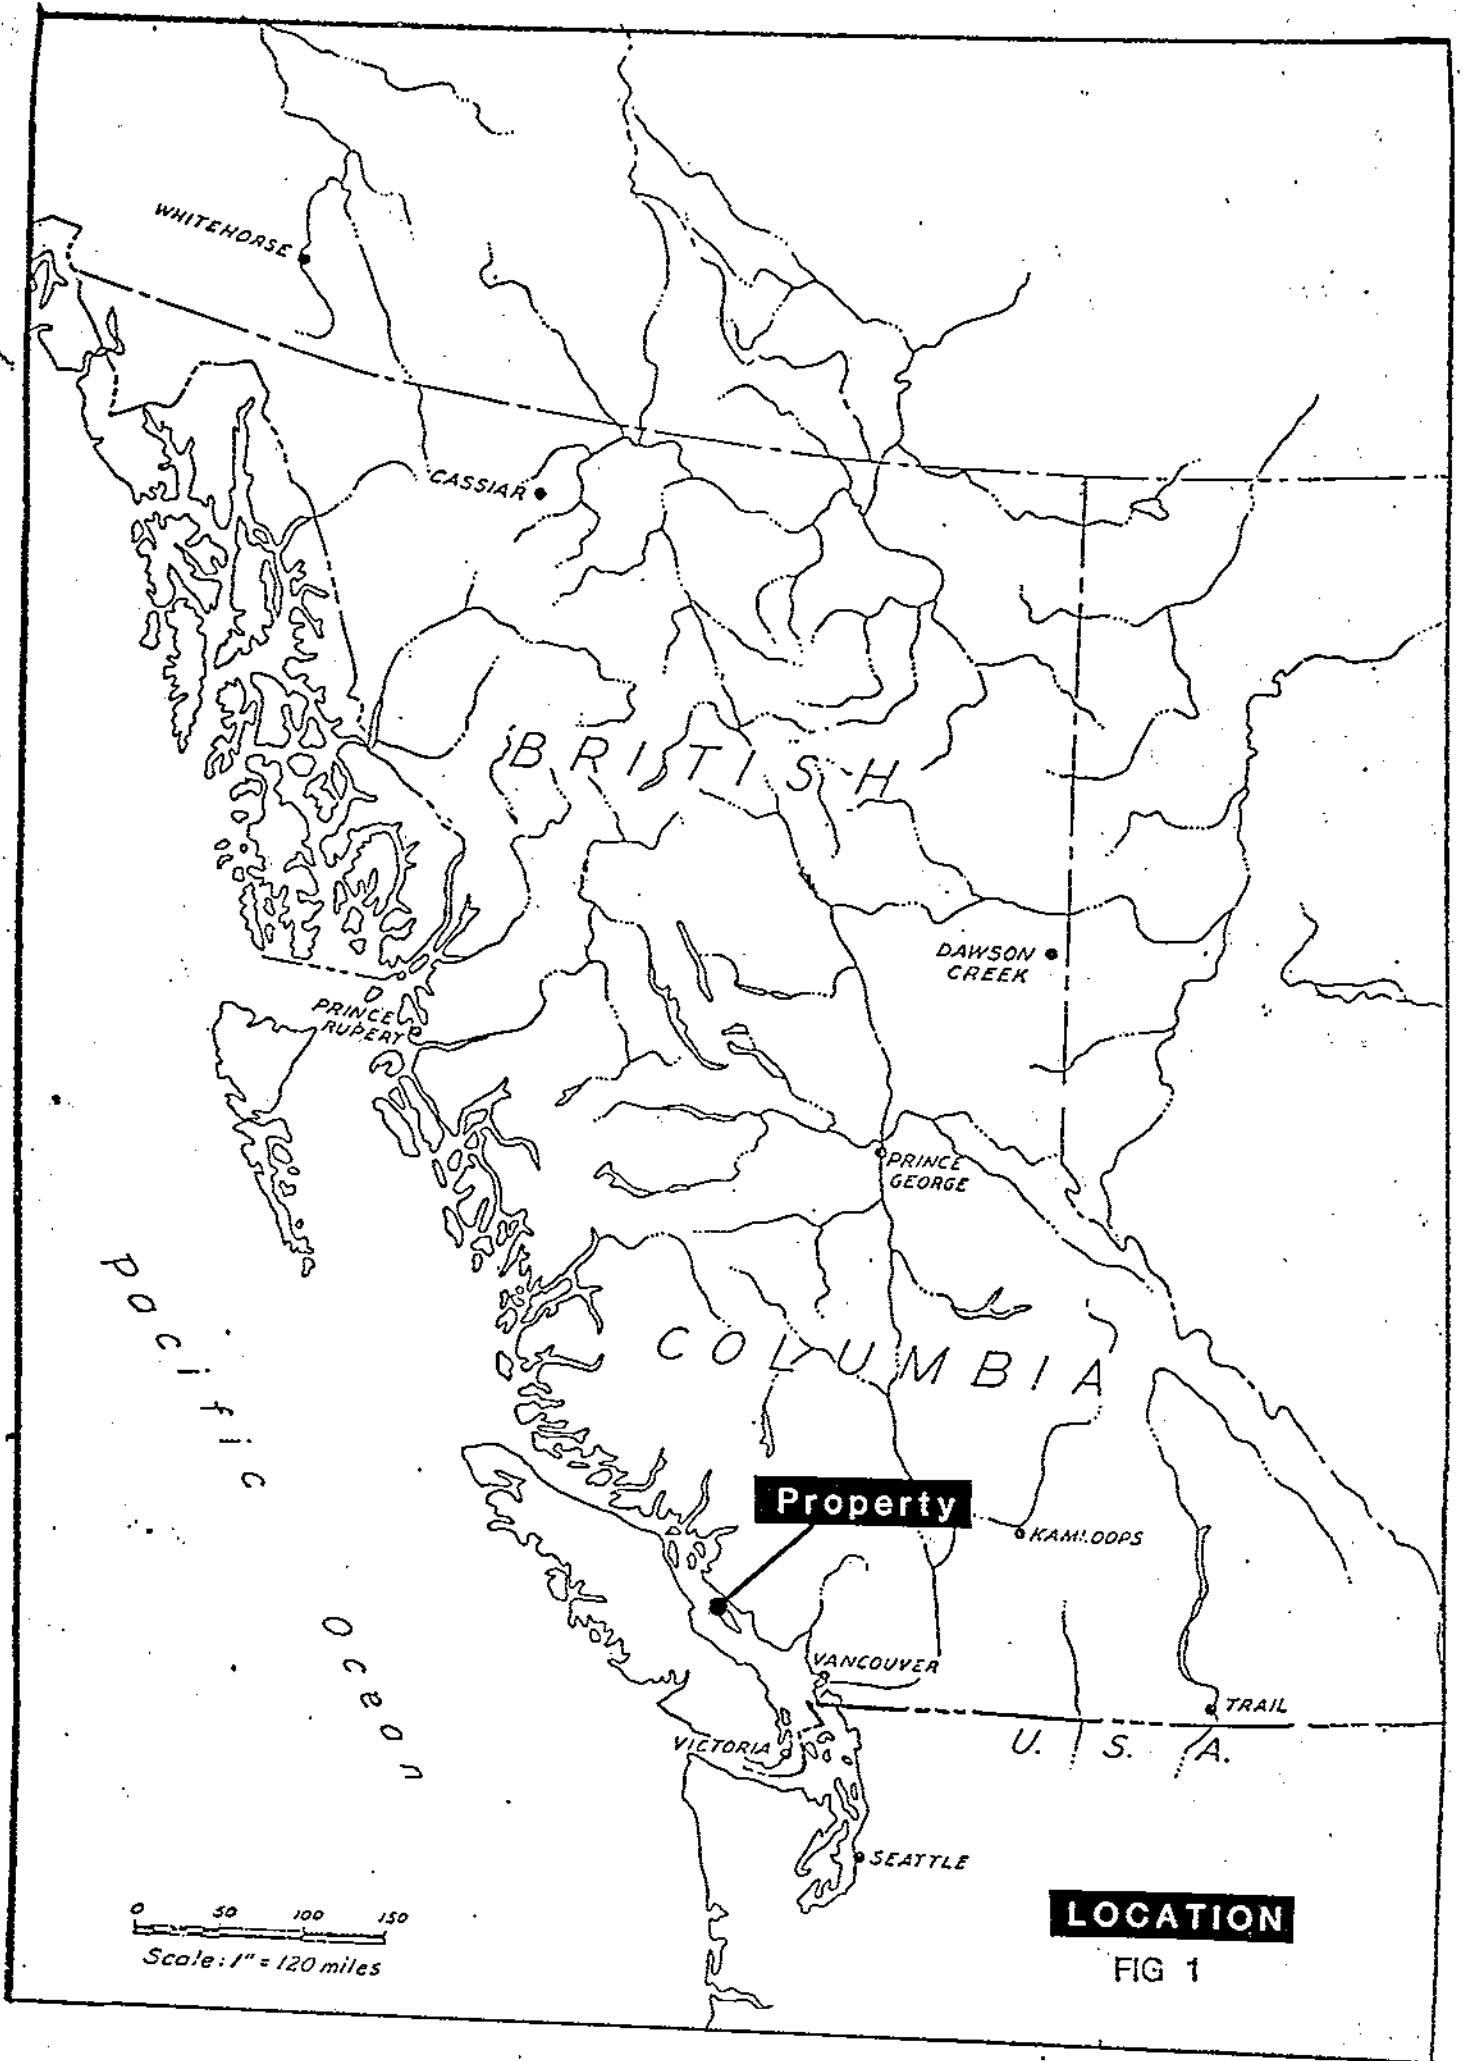 WHITEHORSE
CASSIAR
BRITISH
DAWSON
CREEK
PRINCE
RUPERT
PRINCE
GEORGE
Pacific
COLUMBIA
Property
KAMLOOPS
Ocean
VANCOUVER
TRAIL
VICTORIA
U. S. A.
SEATTLE
0 50 100 150
Scale: 1" = 120 miles
LOCATION
FIG 1